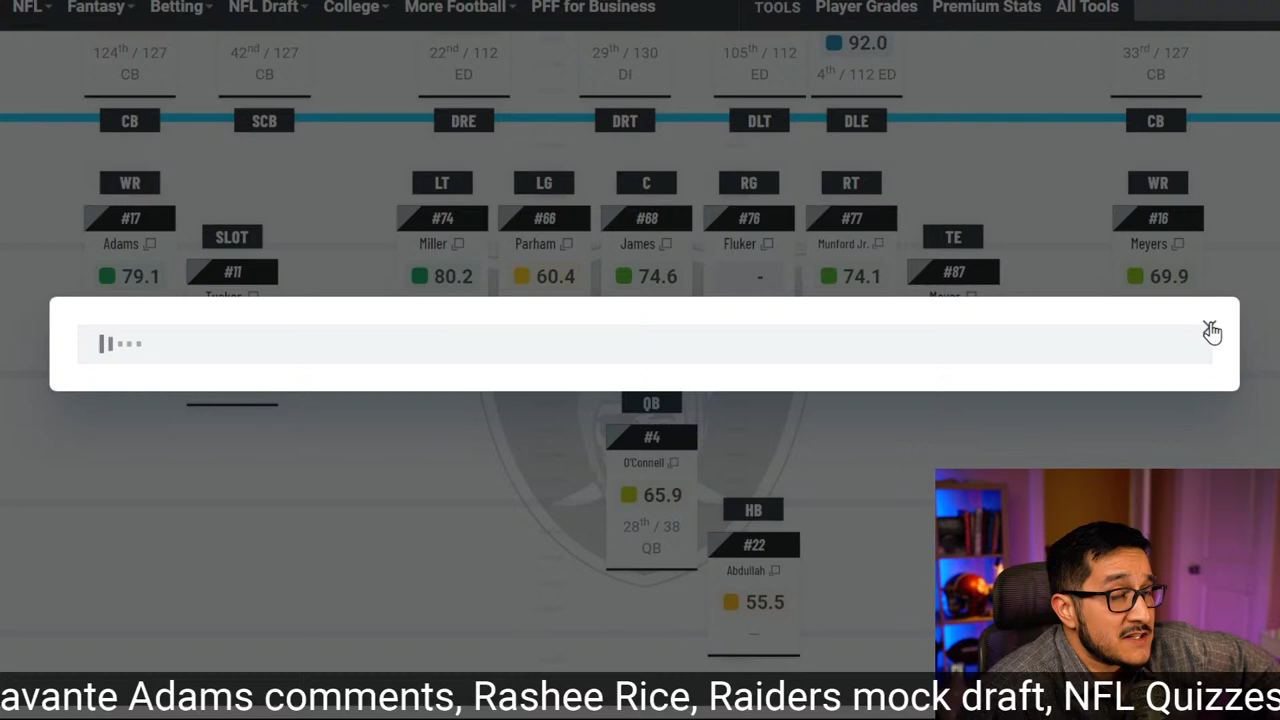 NFL Fantasy Betting NFL Draft College More Football PFF for Business TOOLS Player Grades Premium Stats All Tools
92.0
124th / 127 42nd / 127 22nd / 112 29th / 130 105th / 112 4th / 112 ED 33rd / 127
CB CB ED DI ED CB
CB SCB DRE DRT DLT DLE CB
WR LT LG C RG RT WR
#17 #74 #66 #68 #76 #77 #16
SLOT TE
Adams Miller Parham James Fluker Munford Jr. Meyers
#11 #87
79.1 80.2 60.4 74.6 - 74.1 69.9
QB
#4
O'Connell
65.9
28th / 38
QB
HB
#22
Abdullah
55.5
—
avante Adams comments, Rashee Rice, Raiders mock draft, NFL Quizzes